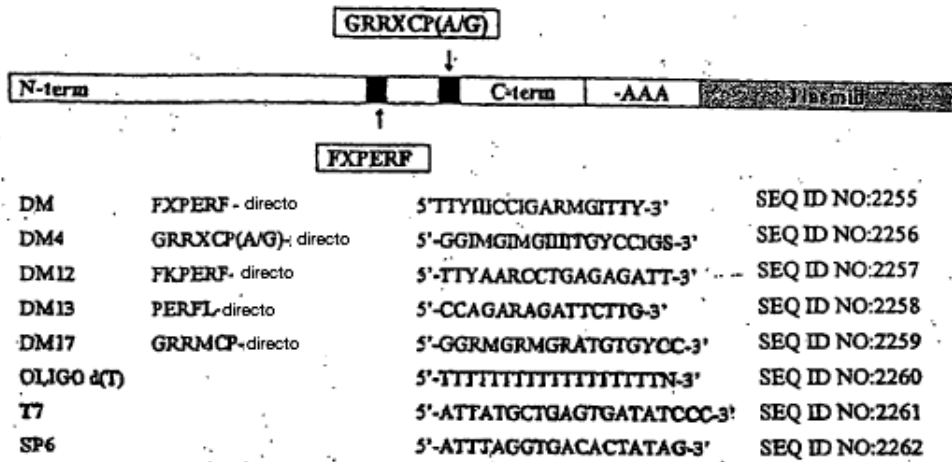 GRRXCP(A/G)
N-term C-term -AAA Plasmid
FXPERF
DM FXPERF - directo 5'TTYIIICCIGARMGITTY-3' SEQ ID NO:2255
DM4 GRRXCP(A/G)-: directo 5'-GGIMGIMGIIIITGYCCIGS-3' SEQ ID NO:2256
DM12 FKPERF- directo 5'-TTYAARCCTGAGAGATT-3' SEQ ID NO:2257
DM13 PERFL-directo 5'-CCAGARAGATTCTTG-3' SEQ ID NO:2258
DM17 GRRMCP-directo 5'-GGRMGRMGRATGTGYCC-3' SEQ ID NO:2259
OLIGO d(T) 5'-TTTTTTTTTTTTTTTTTTN-3' SEQ ID NO:2260
T7 5'-ATTATGCTGAGTGATATCCC-3' SEQ ID NO:2261
SP6 5'-ATTTAGGTGACACTATAG-3' SEQ ID NO:2262